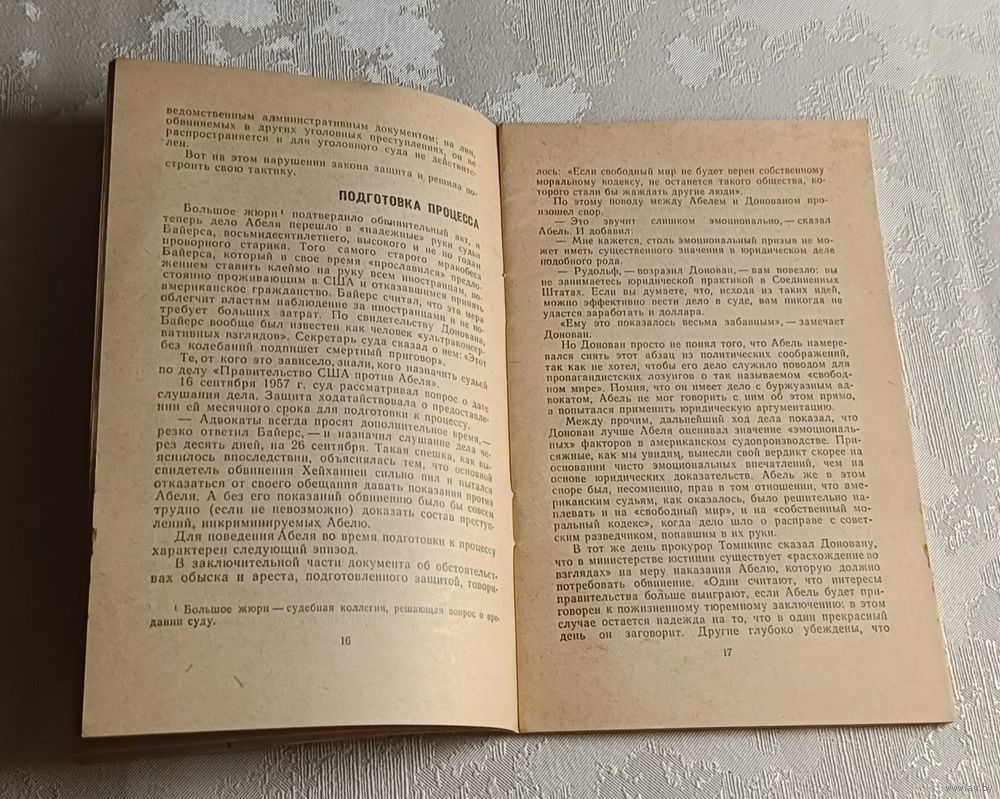 ведомственным административным документом; на лиц,
обвиняемых в других уголовных преступлениях, он не
распространяется и для уголовного суда не действите-
лен.
Вот на этом нарушении закона защита и решила по-
строить свою тактику.
ПОДГОТОВКА ПРОЦЕССА
Большое жюри¹ подтвердило обвинительный акт, и
теперь дело Абеля перешло в «надежные» руки судьи
Байерса, восьмидесятилетнего, высокого и не по годам
проворного старика. Того самого старого мракобеса
Байерса, который в свое время «прославился» предло-
жением ставить клеймо на руку всем иностранцам, по-
стоянно проживающим в США и отказавшимся принять
американское гражданство. Байерс считал, что эта мера
облегчит властям наблюдение за иностранцами и не по-
требует больших затрат. По свидетельству Донована,
Байерс вообще был известен как человек «ультраконсер-
вативных взглядов». Секретарь суда сказал о нем: «Этот
без колебаний подпишет смертный приговор».
Те, от кого это зависело, знали, кого назначить судьей
по делу «Правительство США против Абеля».
16 сентября 1957 г. суд рассматривал вопрос о дате
слушания дела. Защита ходатайствовала о предоставле-
нии ей месячного срока для подготовки к процессу.
— Адвокаты всегда просят дополнительное время, —
резко ответил Байерс, — и назначил слушание дела че-
рез десять дней, на 26 сентября. Такая спешка, как вы-
яснилось впоследствии, объяснялась тем, что основной
свидетель обвинения Хейханнен сильно пил и пытался
отказаться от своего обещания давать показания против
Абеля. А без его показаний обвинению было бы совсем
трудно (если не невозможно) доказать состав преступ-
лений, инкриминируемых Абелю.
Для поведения Абеля во время подготовки к процессу
характерен следующий эпизод.
В заключительной части документа об обстоятельст-
вах обыска и ареста, подготовленного защитой, говори-
¹ Большое жюри — судебная коллегия, решающая вопрос о пре-
дании суду.
16
лось: «Если свободный мир не будет верен собственному
моральному кодексу, не останется такого общества, ко-
торого стали бы жаждать другие люди».
По этому поводу между Абелем и Донованом про-
изошел спор.
— Это звучит слишком эмоционально, — сказал
Абель. И добавил:
— Мне кажется, столь эмоциональный призыв не мо-
жет иметь существенного значения в юридическом деле
подобного рода.
— Рудольф, — возразил Донован, — вам повезло: вы
не занимаетесь юридической практикой в Соединенных
Штатах. Если вы думаете, что, исходя из таких идей,
можно эффективно вести дело в суде, вам никогда не
удастся заработать и доллара.
«Ему это показалось весьма забавным», — замечает
Донован.
Но Донован просто не понял того, что Абель намере-
вался снять этот абзац из политических соображений,
так как не хотел, чтобы его дело служило поводом для
пропагандистских лозунгов о так называемом «свобод-
ном мире». Помня, что он имеет дело с буржуазным ад-
вокатом, Абель не мог говорить с ним об этом прямо,
а попытался применить юридическую аргументацию.
Между прочим, дальнейший ход дела показал, что
Донован лучше Абеля оценивал значение «эмоциональ-
ных» факторов в американском судопроизводстве. При-
сяжные, как мы увидим, вынесли свой вердикт скорее на
основании чисто эмоциональных впечатлений, чем на
основе юридических доказательств. Абель же в этом
споре был, несомненно, прав в том отношении, что аме-
риканским судьям, как оказалось, было решительно на-
плевать и на «свободный мир», и на «собственный мо-
ральный кодекс», когда дело шло о расправе с совет-
ским разведчиком, попавшим в их руки.
В тот же день прокурор Томпкинс сказал Доновану,
что в министерстве юстиции существует «расхождение во
взглядах» на меру наказания Абелю, которую должно
потребовать обвинение. «Одни считают, что интересы
правительства больше выиграют, если Абель будет при-
говорен к пожизненному тюремному заключению: в этом
случае остается надежда на то, что в один прекрасный
день он заговорит. Другие глубоко убеждены, что
17
www.ay.by